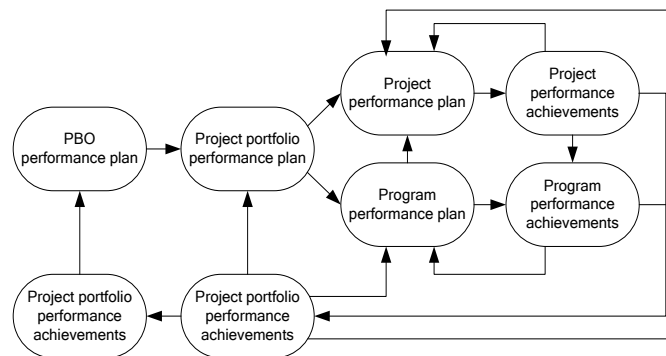 PBO
performance plan
Project portfolio
performance plan
Project
performance plan
Project
performance
achievements
Program
performance plan
Program
performance
achievements
Project portfolio
performance
achievements
Project portfolio
performance
achievements